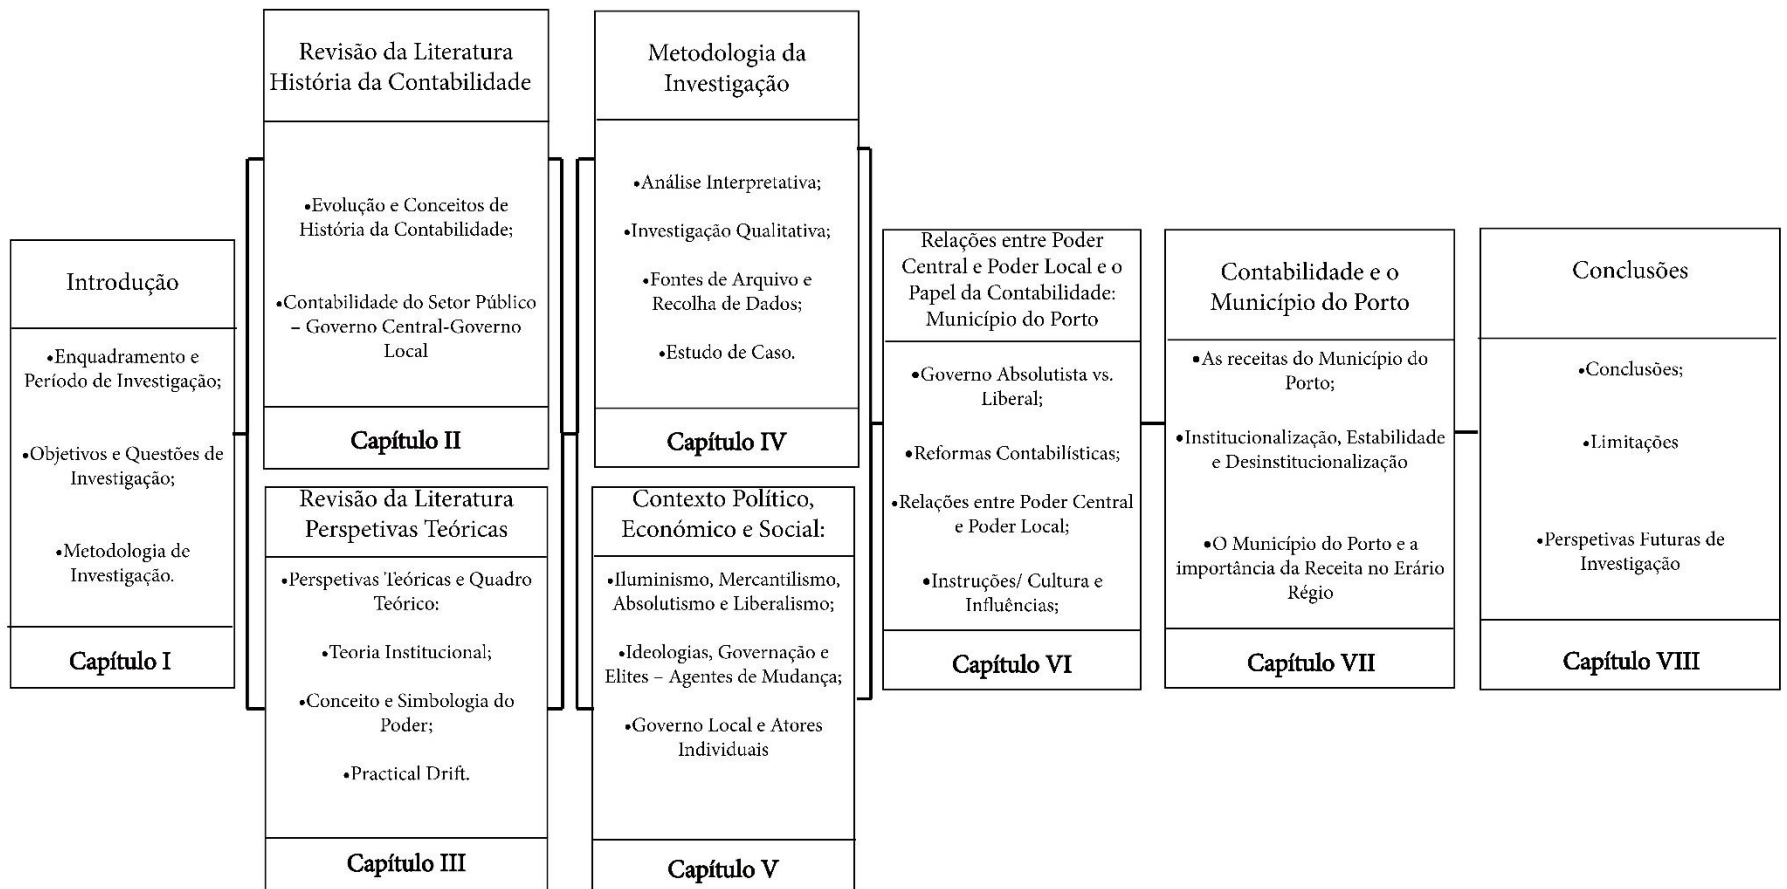 Introdução
•Enquadramento e
Período de Investigação;
•Objetivos e Questões de
Investigação;
•Metodologia de
Investigação.
Capítulo I
Revisão da Literatura
História da Contabilidade
•Evolução e Conceitos de
História da Contabilidade;
•Contabilidade do Setor Público
– Governo Central-Governo
Local
Capítulo II
Revisão da Literatura
Perspetivas Teóricas
•Perspetivas Teóricas e Quadro
Teórico:
•Teoria Institucional;
•Conceito e Simbologia do
Poder;
•Practical Drift.
Capítulo III
Metodologia da
Investigação
•Análise Interpretativa;
•Investigação Qualitativa;
•Fontes de Arquivo e
Recolha de Dados;
•Estudo de Caso.
Capítulo IV
Contexto Político,
Económico e Social:
•Iluminismo, Mercantilismo,
Absolutismo e Liberalismo;
•Ideologias, Governação e
Elites – Agentes de Mudança;
•Governo Local e Atores
Individuais
Capítulo V
Relações entre Poder
Central e Poder Local e o
Papel da Contabilidade:
Município do Porto
•Governo Absolutista vs.
Liberal;
•Reformas Contabilísticas;
•Relações entre Poder Central
e Poder Local;
•Instruções/ Cultura e
Influências;
Capítulo VI
Contabilidade e o
Município do Porto
•As receitas do Município do
Porto;
•Institucionalização, Estabilidade
e Desinstitucionalização
•O Município do Porto e a
importância da Receita no Erário
Régio
Capítulo VII
Conclusões
•Conclusões;
•Limitações
•Perspetivas Futuras de
Investigação
Capítulo VIII